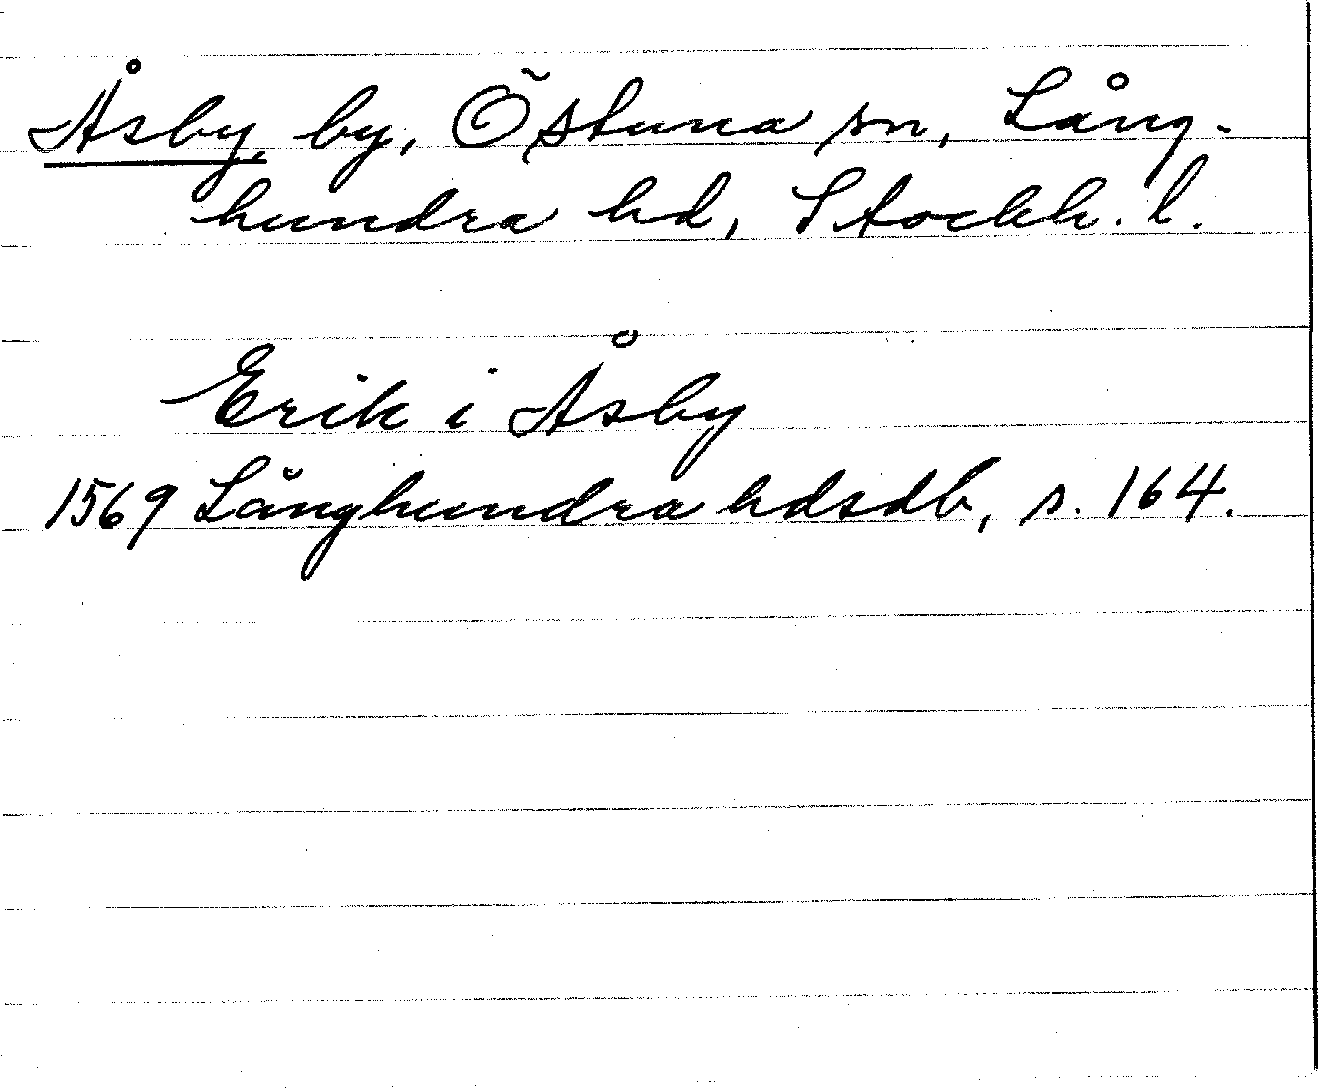 Åsby, by, Östuna sn, Lång-
hundra hd, Stockh. l.
Erik i Åsby
1569 Långhundra hdsdb, s. 164.